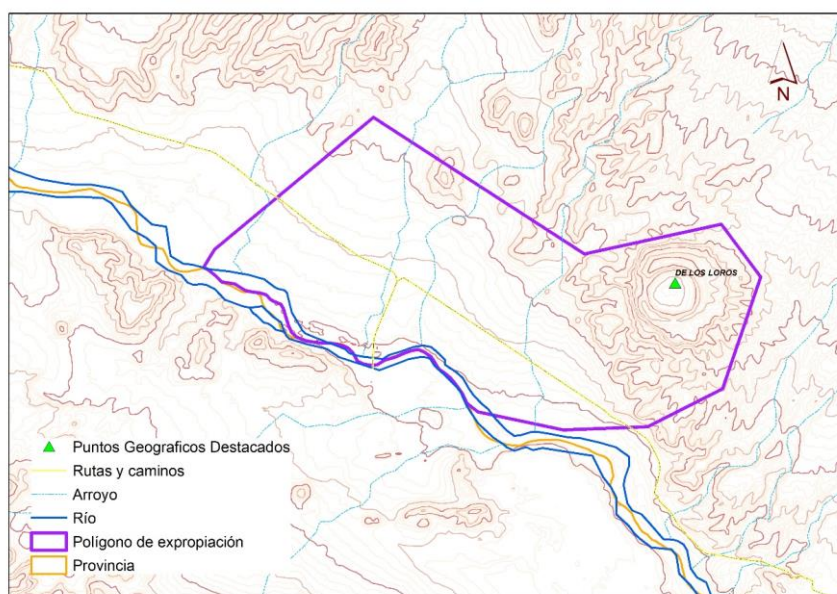 N
DE LOS LOROS
Puntos Geograficos Destacados
Rutas y caminos
Arroyo
Río
Polígono de expropiación
Provincia